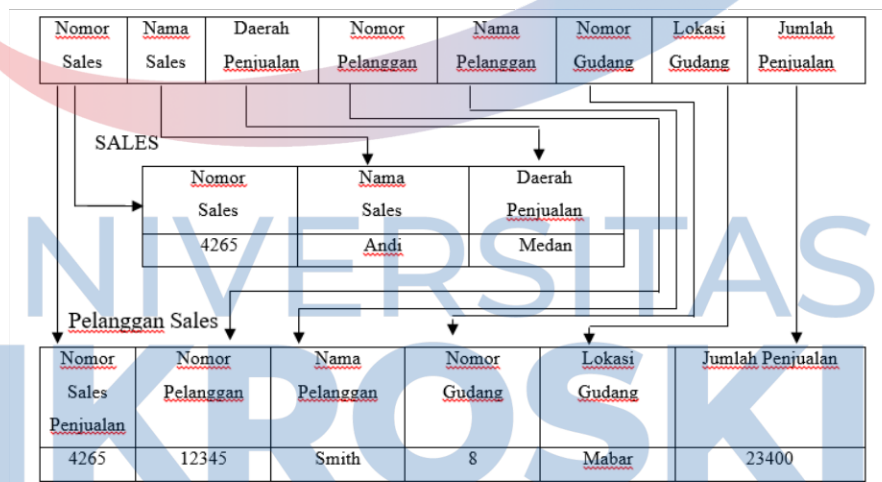 Nomor Nama Daerah Nomor Nama Nomor Lokasi Jumlah
Sales Sales Penjualan Pelanggan Pelanggan Gudang Gudang Penjualan
SALES
Nomor Nama Daerah
Sales Sales Penjualan
4265 Andi Medan
NIVERSITAS
Pelanggan Sales
Nomor Nomor Nama Nomor Lokasi Jumlah Penjualan
Sales Pelanggan Pelanggan Gudang Gudang
Penjualan
IKROSKI
4265 12345 Smith 8 Mabar 23400